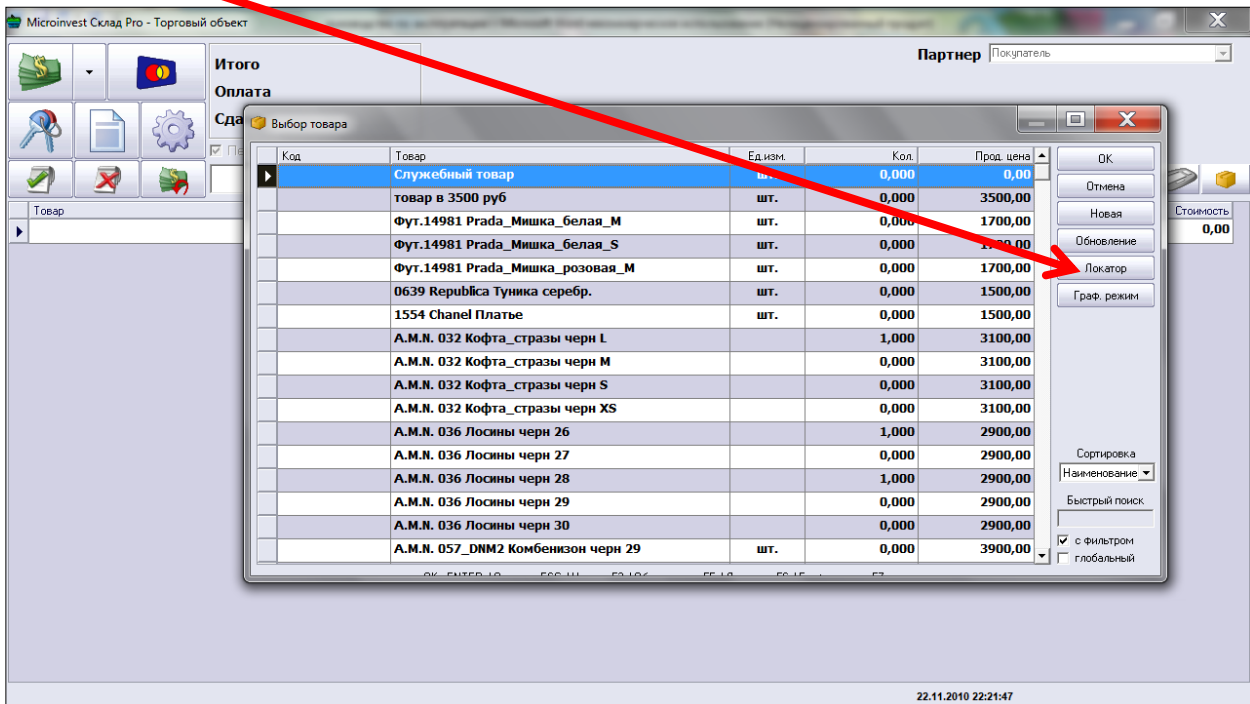 Microinvest Склад Pro - Торговый объект
Итого
Оплата
Сда
Партнер Покупатель
Товар
Стоимость
0,00
Выбор товара
Код Товар Ед.изм. Кол. Прод. цена
Служебный товар 0,000 0,00
товар в 3500 руб шт. 0,000 3500,00
Фут.14981 Prada_Мишка_белая_M шт. 0,000 1700,00
Фут.14981 Prada_Мишка_белая_S шт. 0,000 1700,00
Фут.14981 Prada_Мишка_розовая_M шт. 0,000 1700,00
0639 Republica Туника серебр. шт. 0,000 1500,00
1554 Chanel Платье шт. 0,000 1500,00
A.M.N. 032 Кофта_стразы черн L 1,000 3100,00
A.M.N. 032 Кофта_стразы черн M 0,000 3100,00
A.M.N. 032 Кофта_стразы черн S 0,000 3100,00
A.M.N. 032 Кофта_стразы черн XS 0,000 3100,00
A.M.N. 036 Лосины черн 26 1,000 2900,00
A.M.N. 036 Лосины черн 27 0,000 2900,00
A.M.N. 036 Лосины черн 28 1,000 2900,00
A.M.N. 036 Лосины черн 29 0,000 2900,00
A.M.N. 036 Лосины черн 30 0,000 2900,00
A.M.N. 057_DNM2 Комбенизон черн 29 шт. 0,000 3900,00
ОК
Отмена
Новая
Обновление
Локатор
Граф. режим
Сортировка
Наименование
Быстрый поиск
с фильтром
глобальный
22.11.2010 22:21:47